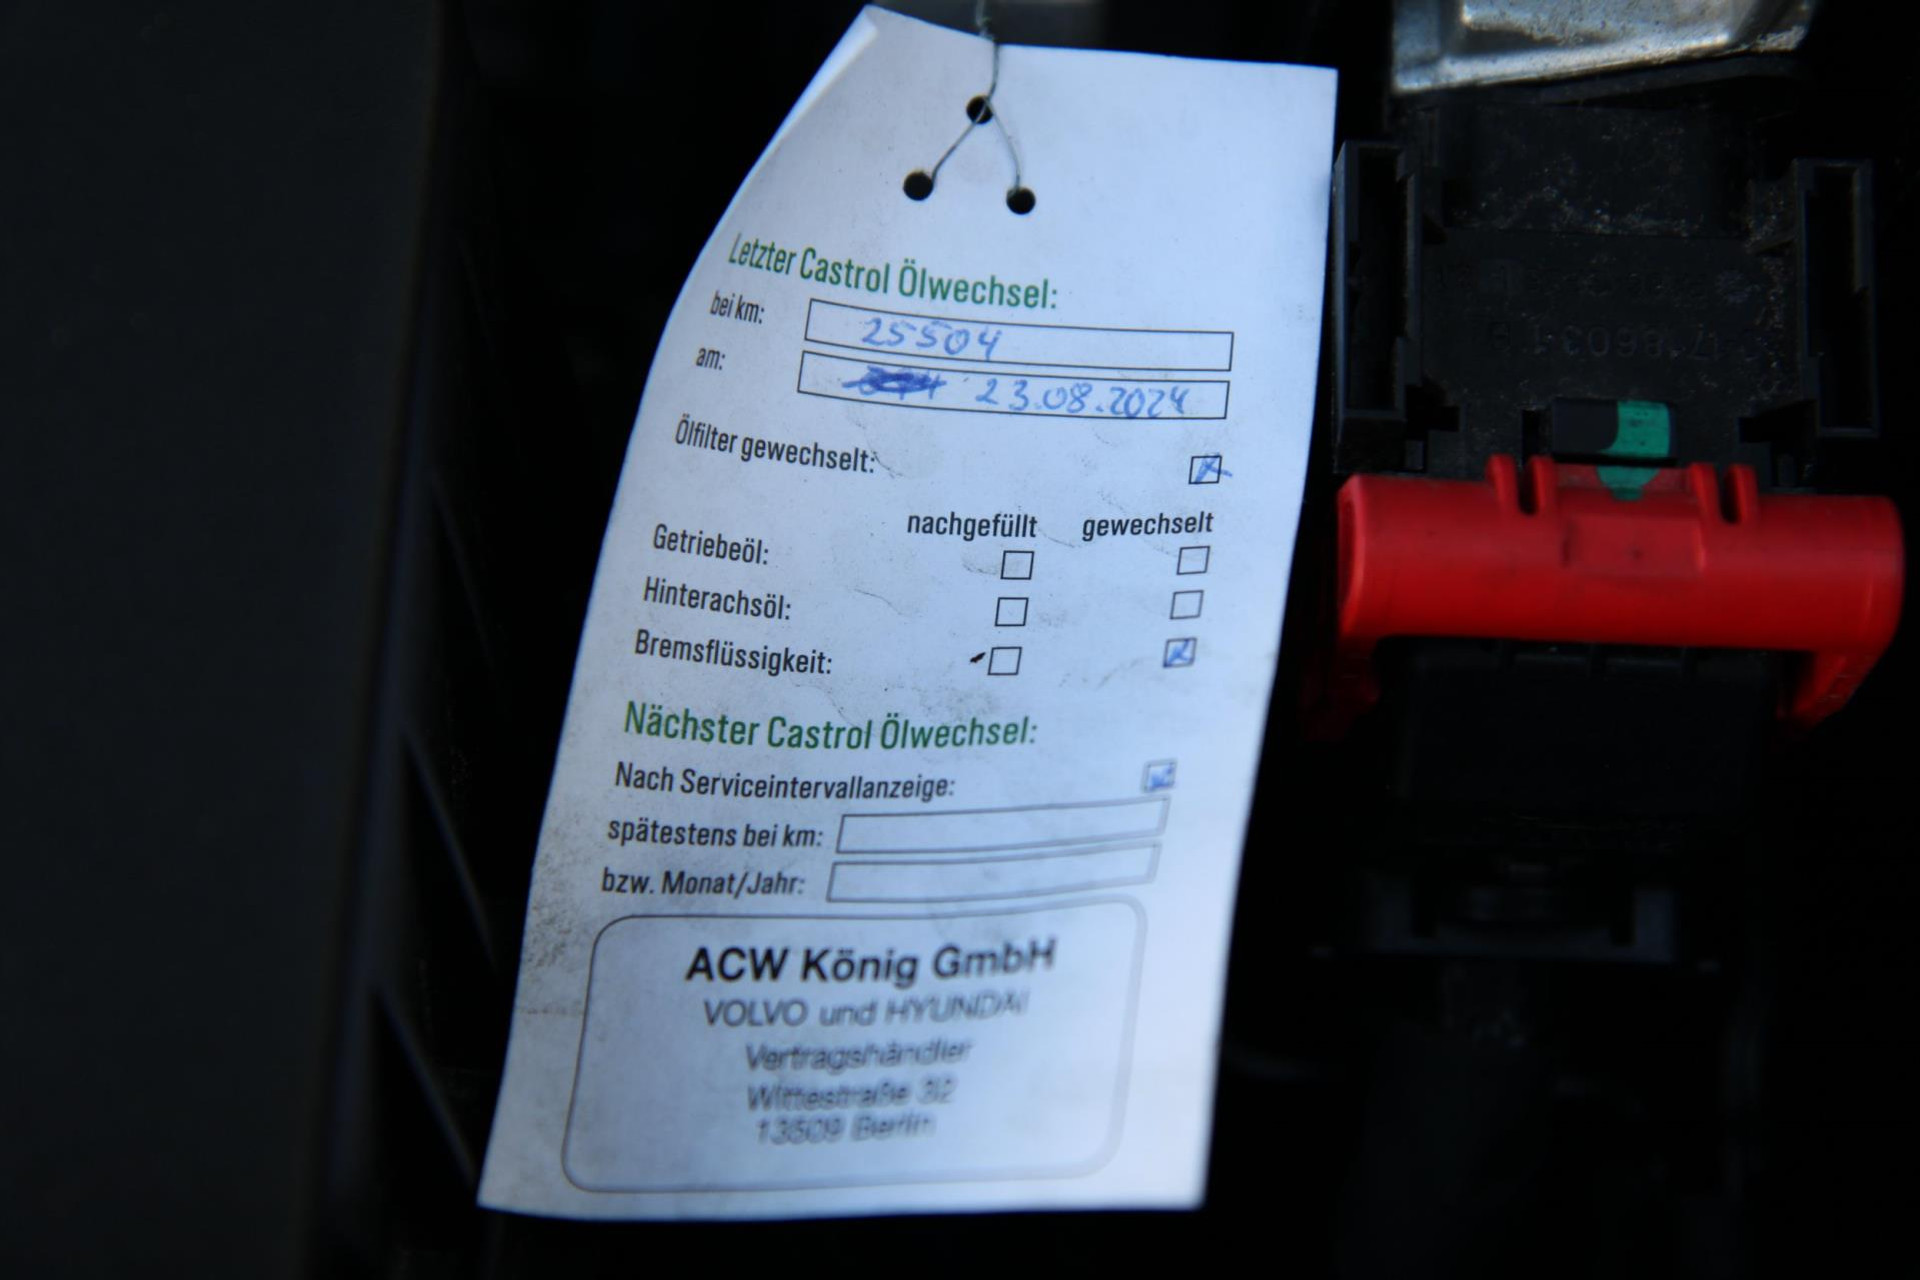 Letzter Castrol Ölwechsel:
bei km: 25504
am: 23.08.2024
Ölfilter gewechselt:
nachgefüllt gewechselt
Getriebeöl:
Hinterachsöl:
Bremsflüssigkeit:
Nächster Castrol Ölwechsel:
Nach Serviceintervallanzeige:
spätestens bei km:
bzw. Monat/Jahr:
ACW König GmbH
VOLVO und HYUNDAI
Vertragshändler
Wittestraße 32
13509 Berlin